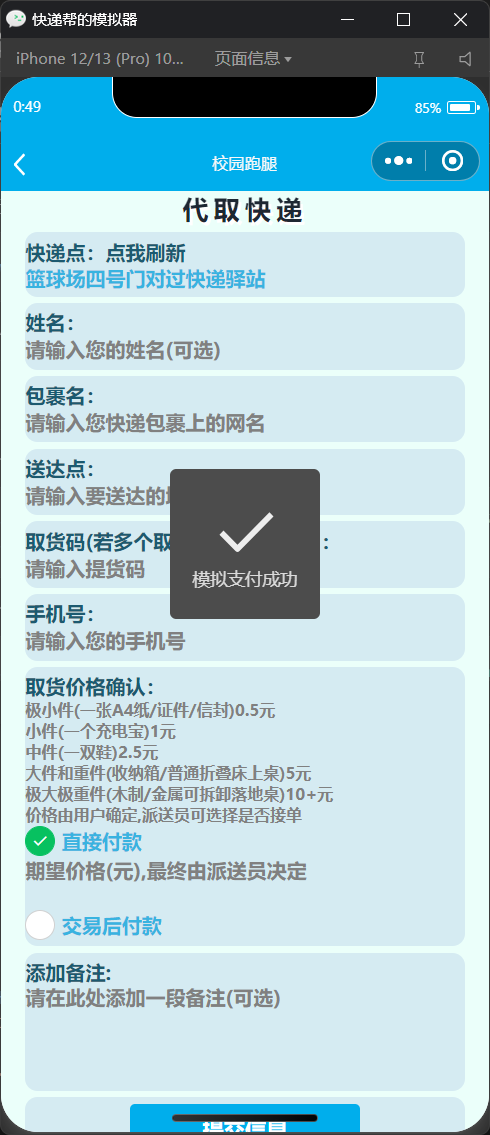 快递帮的模拟器
iPhone 12/13 (Pro) 10... 页面信息
0:49 85%
校园跑腿
代取快递
快递点：点我刷新
篮球场四号门对过快递驿站
姓名：
请输入您的姓名(可选)
包裹名：
请输入您快递包裹上的网名
送达点：
请输入要送达的
取货码(若多个取 ：
请输入提货码
模拟支付成功
手机号：
请输入您的手机号
取货价格确认：
极小件(一张A4纸/证件/信封)0.5元
小件(一个充电宝)1元
中件(一双鞋)2.5元
大件和重件(收纳箱/普通折叠床上桌)5元
极大极重件(木制/金属可拆卸落地桌)10+元
价格由用户确定,派送员可选择是否接单
直接付款
期望价格(元),最终由派送员决定
交易后付款
添加备注:
请在此处添加一段备注(可选)
提交信息